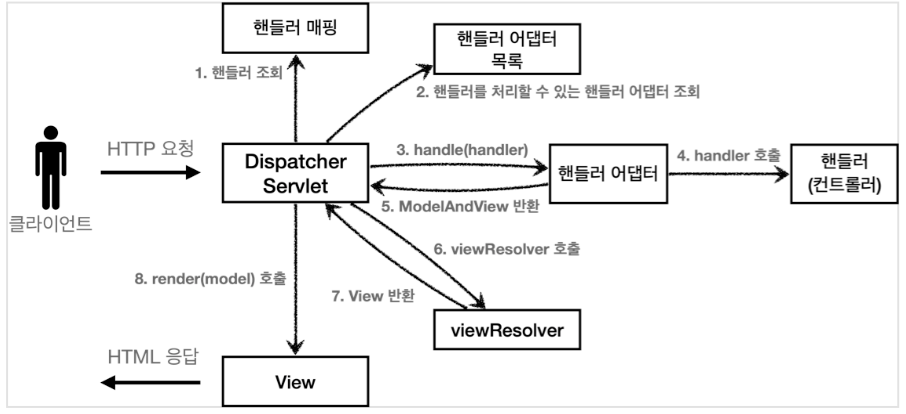 핸들러 매핑
핸들러 어댑터
목록
1. 핸들러 조회
2. 핸들러를 처리할 수 있는 핸들러 어댑터 조회
HTTP 요청
클라이언트
Dispatcher
Servlet
3. handle(handler)
핸들러 어댑터
4. handler 호출
핸들러
(컨트롤러)
5. ModelAndView 반환
6. viewResolver 호출
7. View 반환
8. render(model) 호출
viewResolver
HTML 응답
View